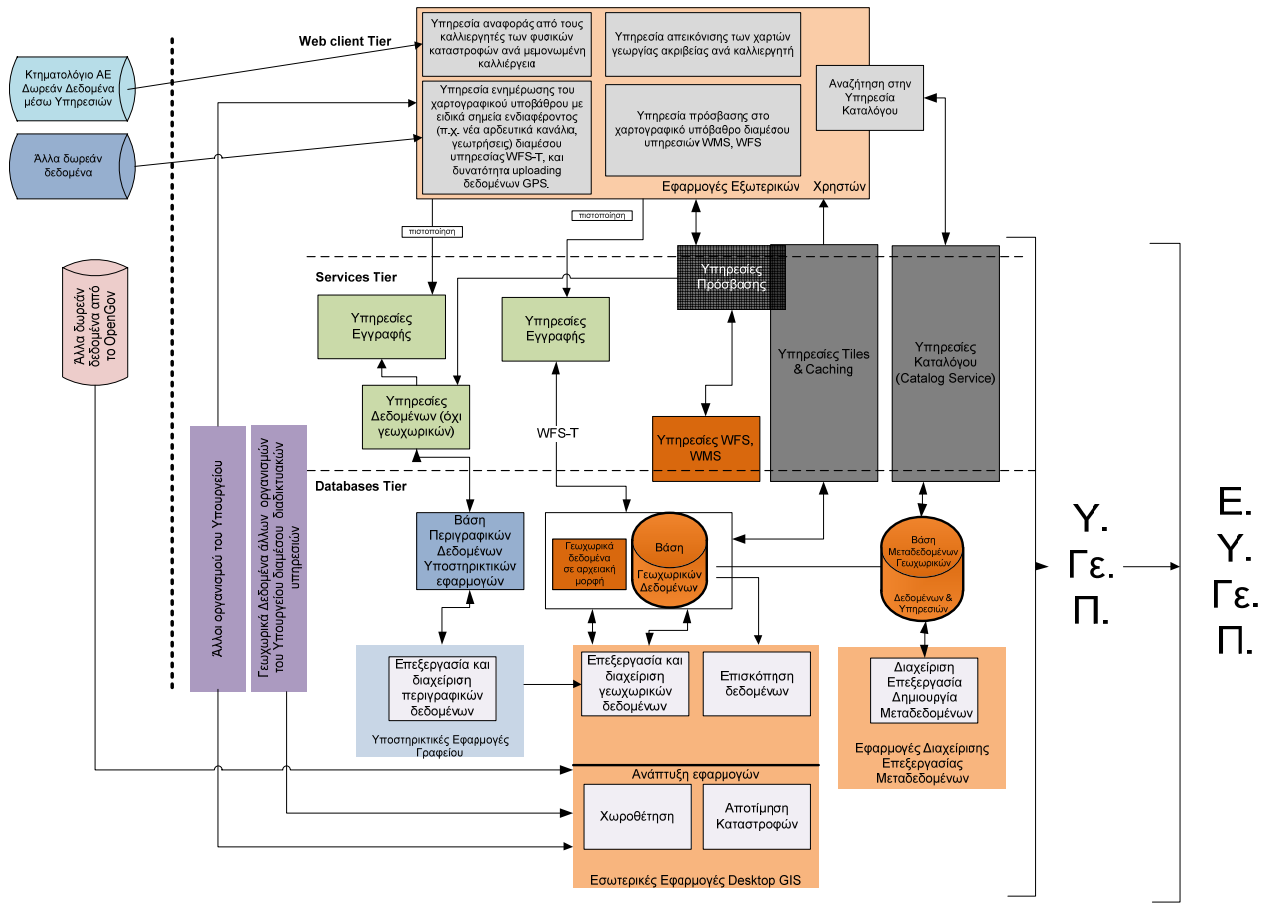 Web client Tier
Υπηρεσία αναφοράς από τους
καλλιεργητές των φυσικών
καταστροφών ανά μεμονωμένη
καλλιέργεια
Υπηρεσία απεικόνισης των χαρτών
γεωργίας ακριβείας ανά καλλιεργητή
Κτηματολόγιο ΑΕ
Δωρεάν Δεδομένα
μέσω Υπηρεσιών
Αναζήτηση στην
Υπηρεσία
Καταλόγου
Υπηρεσία ενημέρωσης του
χαρτογραφικού υποβάθρου με
ειδικά σημεία ενδιαφέροντος
(π.χ. νέα αρδευτικά κανάλια,
γεωτρήσεις) διαμέσου
υπηρεσίας WFS-T, και
δυνατότητα uploading
δεδομένων GPS.
Υπηρεσία πρόσβασης στο
χαρτογραφικό υπόβαθρο διαμέσου
υπηρεσιών WMS, WFS
Άλλα δωρεάν
δεδομένα
Εφαρμογές Εξωτερικών Χρηστών
πιστοποίηση
πιστοποίηση
Services Tier
Υπηρεσίες
Πρόσβασης
Άλλα δωρεάν
δεδομένα από
το OpenGov
Υπηρεσίες
Εγγραφής
Υπηρεσίες
Εγγραφής
Υπηρεσίες Tiles
& Caching
Υπηρεσίες
Καταλόγου
(Catalog Service)
Υπηρεσίες
Δεδομένων (όχι
γεωχωρικών)
WFS-T
Υπηρεσίες WFS,
WMS
Άλλοι οργανισμοί του Υπουργείου
Γεωχωρικά Δεδομένα άλλων οργανισμών
του Υπουργείου διαμέσου διαδικτυακών
υπηρεσιών
Databases Tier
Βάση
Περιγραφικών
Δεδομένων
Υποστηρικτικών
εφαρμογών
Γεωχωρικά
δεδομένα
σε αρχειακή
μορφή
Βάση
Γεωχωρικών
Δεδομένων
Βάση
Μεταδεδομένων
Γεωχωρικών
Δεδομένων &
Υπηρεσιών
Υ.
Γε.
Π.
Ε.
Υ.
Γε.
Π.
Επεξεργασία και
διαχείριση
περιγραφικών
δεδομένων
Υποστηρικτικές Εφαρμογές
Γραφείου
Επεξεργασία και
διαχείριση
γεωχωρικών
δεδομένων
Επισκόπηση
δεδομένων
Διαχείριση
Επεξεργασία
Δημιουργία
Μεταδεδομένων
Εφαρμογές Διαχείρισης
Επεξεργασίας
Μεταδεδομένων
Ανάπτυξη εφαρμογών
Χωροθέτηση
Αποτίμηση
Καταστροφών
Εσωτερικές Εφαρμογές Desktop GIS